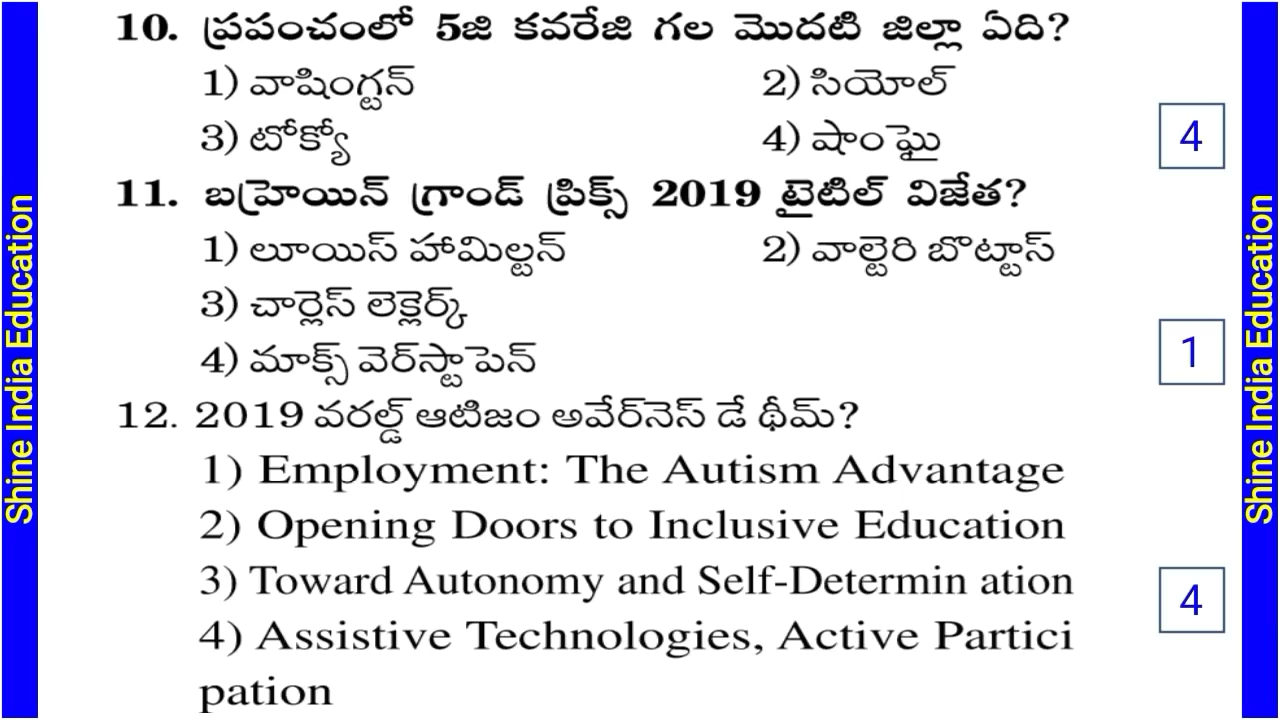 10. ప్రపంచంలో 5జి కవరేజి గల మొదటి జిల్లా ఏది?
1) వాషింగ్టన్ 2) సియోల్
3) టోక్యో 4) షాంఘై
4
11. బహ్రెయిన్ గ్రాండ్ ప్రిక్స్ 2019 టైటిల్ విజేత?
1) లూయిస్ హామిల్టన్ 2) వాల్టెరి బొట్టాస్
3) చార్లెస్ లెక్లెర్క్
4) మాక్స్ వెర్‌స్టాపెన్
1
12. 2019 వరల్డ్ ఆటిజం అవేర్‌నెస్ డే థీమ్?
1) Employment: The Autism Advantage
2) Opening Doors to Inclusive Education
3) Toward Autonomy and Self-Determin ation
4) Assistive Technologies, Active Partici
pation
4
Shine India Education
Shine India Education